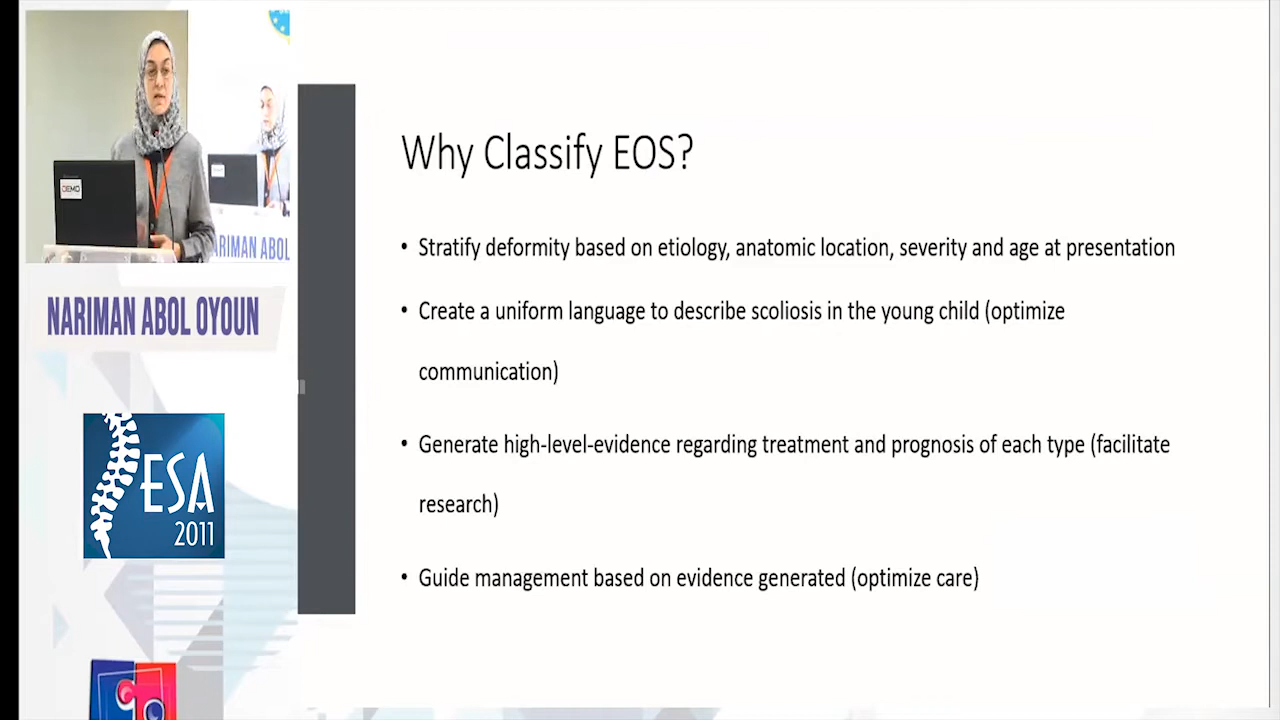 DEMO
ARIMAN ABOL
NARIMAN ABOL OYOUN
ESA
2011
Why Classify EOS?
• Stratify deformity based on etiology, anatomic location, severity and age at presentation
• Create a uniform language to describe scoliosis in the young child (optimize
communication)
• Generate high-level-evidence regarding treatment and prognosis of each type (facilitate
research)
• Guide management based on evidence generated (optimize care)